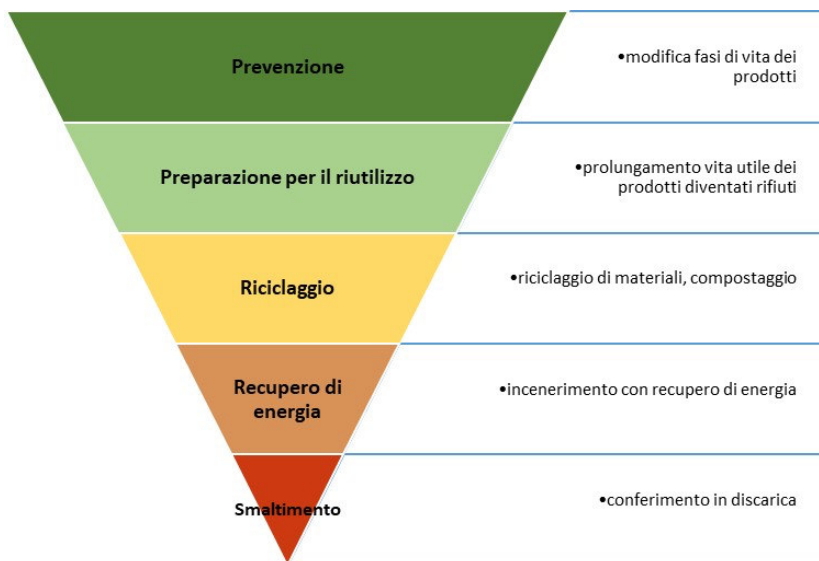 Prevenzione
•modifica fasi di vita dei
prodotti
Preparazione per il riutilizzo
•prolungamento vita utile dei
prodotti diventati rifiuti
Riciclaggio
•riciclaggio di materiali, compostaggio
Recupero di
energia
•incenerimento con recupero di energia
Smaltimento
•conferimento in discarica